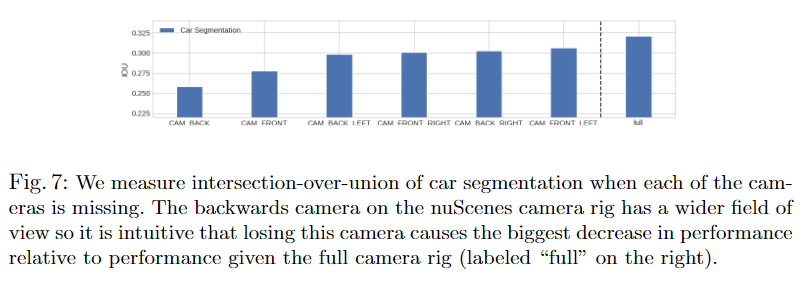 Car Segmentation
0.325
0.300
0.275
0.250
0.225
IOU
CAM_BACK CAM_FRONT CAM_BACK_LEFT CAM_FRONT_RIGHT CAM_BACK_RIGHT CAM_FRONT_LEFT full
Fig. 7: We measure intersection-over-union of car segmentation when each of the cam-
eras is missing. The backwards camera on the nuScenes camera rig has a wider field of
view so it is intuitive that losing this camera causes the biggest decrease in performance
relative to performance given the full camera rig (labeled “full” on the right).